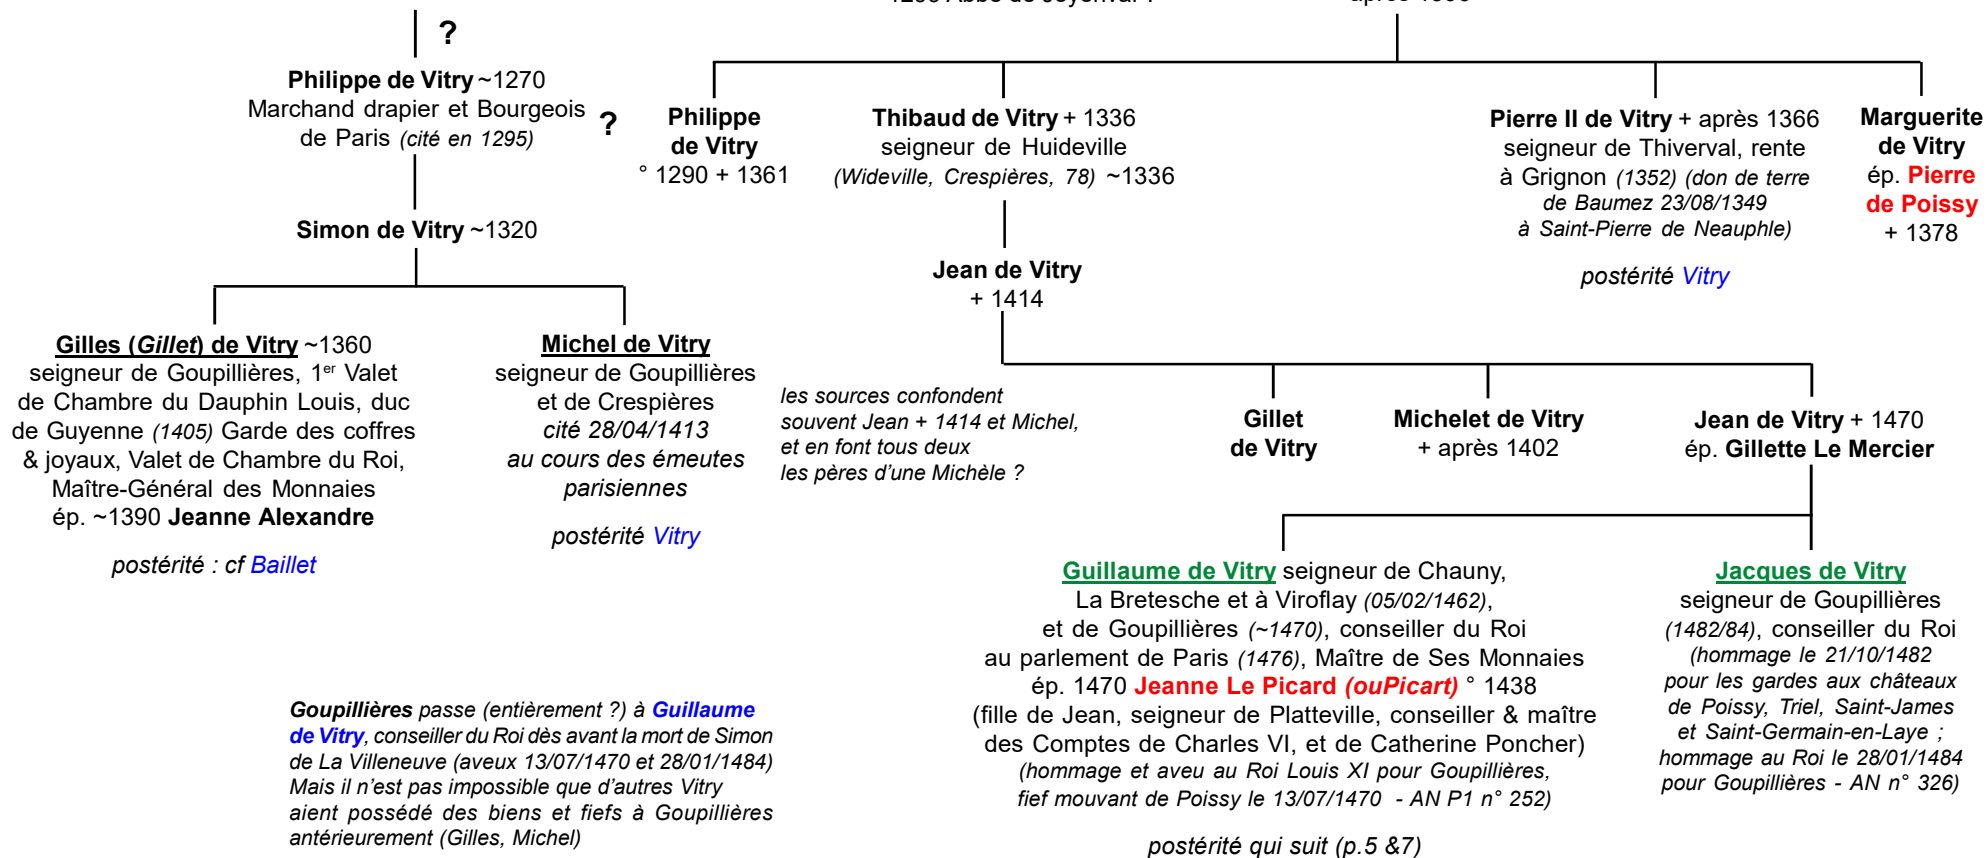 ?
Philippe de Vitry ~1270
Marchand drapier et Bourgeois
de Paris (cité en 1295)
?
Philippe
de Vitry
° 1290 + 1361
Thibaud de Vitry + 1336
seigneur de Huideville
(Wideville, Crespières, 78) ~1336
Pierre II de Vitry + après 1366
seigneur de Thiverval, rente
à Grignon (1352) (don de terre
de Baumez 23/08/1349
à Saint-Pierre de Neauphle)
postérité Vitry
Marguerite
de Vitry
ép. Pierre
de Poissy
+ 1378
Simon de Vitry ~1320
Jean de Vitry
+ 1414
Gilles (Gillet) de Vitry ~1360
seigneur de Goupillières, 1er Valet
de Chambre du Dauphin Louis, duc
de Guyenne (1405) Garde des coffres
& joyaux, Valet de Chambre du Roi,
Maître-Général des Monnaies
ép. ~1390 Jeanne Alexandre
postérité : cf Baillet
Michel de Vitry
seigneur de Goupillières
et de Crespières
cité 28/04/1413
au cours des émeutes
parisiennes
postérité Vitry
les sources confondent
souvent Jean + 1414 et Michel,
et en font tous deux
les pères d'une Michèle ?
Gillet
de Vitry
Michelet de Vitry
+ après 1402
Jean de Vitry + 1470
ép. Gillette Le Mercier
Guillaume de Vitry seigneur de Chauny,
La Bretesche et à Viroflay (05/02/1462),
et de Goupillières (~1470), conseiller du Roi
au parlement de Paris (1476), Maître de Ses Monnaies
ép. 1470 Jeanne Le Picard (ouPicart) ° 1438
(fille de Jean, seigneur de Platteville, conseiller & maître
des Comptes de Charles VI, et de Catherine Poncher)
(hommage et aveu au Roi Louis XI pour Goupillières,
fief mouvant de Poissy le 13/07/1470 - AN P1 n° 252)
postérité qui suit (p.5 &7)
Jacques de Vitry
seigneur de Goupillières
(1482/84), conseiller du Roi
(hommage le 21/10/1482
pour les gardes aux châteaux
de Poissy, Triel, Saint-James
et Saint-Germain-en-Laye ;
hommage au Roi le 28/01/1484
pour Goupillières - AN n° 326)
Goupillières passe (entièrement ?) à Guillaume
de Vitry, conseiller du Roi dès avant la mort de Simon
de La Villeneuve (aveux 13/07/1470 et 28/01/1484)
Mais il n'est pas impossible que d'autres Vitry
aient possédé des biens et fiefs à Goupillières
antérieurement (Gilles, Michel)